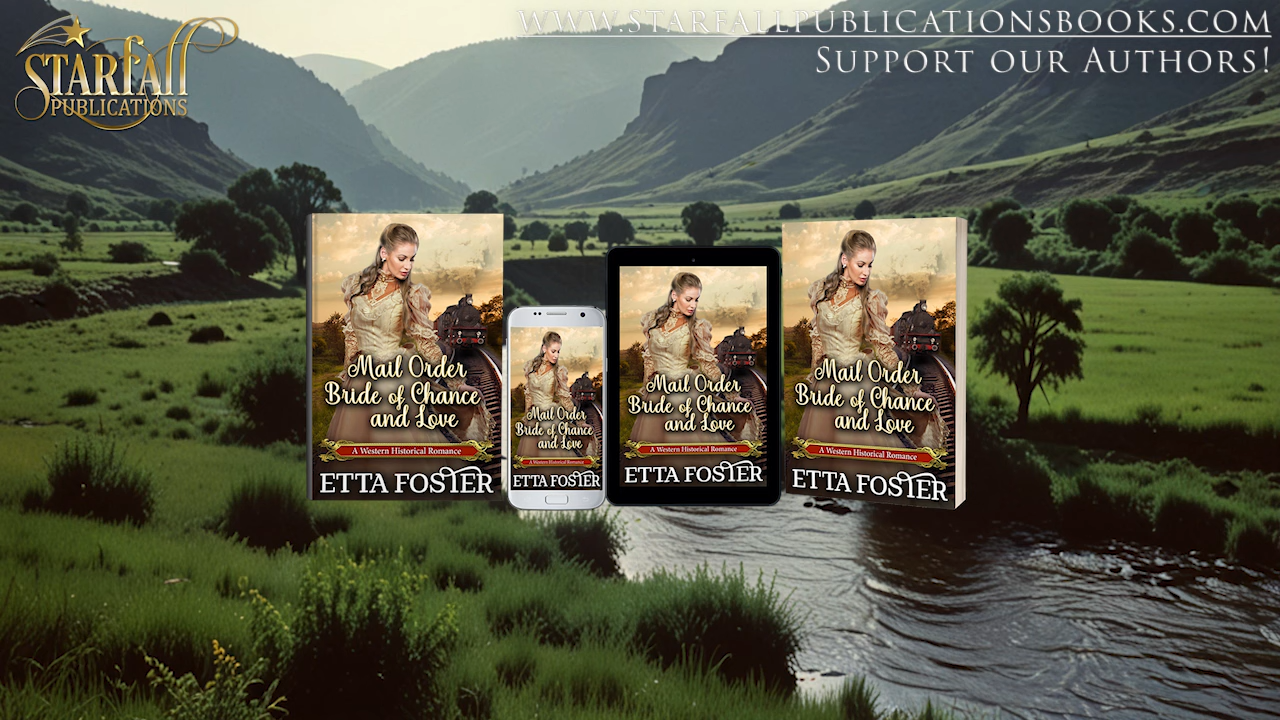 STARfall
PUBLICATIONS
WWW.STARFALLPUBLICATIONSBOOKS.COM
Support our Authors!
Mail Order
Bride of Chance
and Love
A Western Historical Romance
ETTA FOSTER
Mail Order
Bride of Chance
and Love
A Western Historical Romance
ETTA FOSTER
Mail Order
Bride of Chance
and Love
A Western Historical Romance
ETTA FOSTER
Mail Order
Bride of Chance
and Love
A Western Historical Romance
ETTA FOSTER